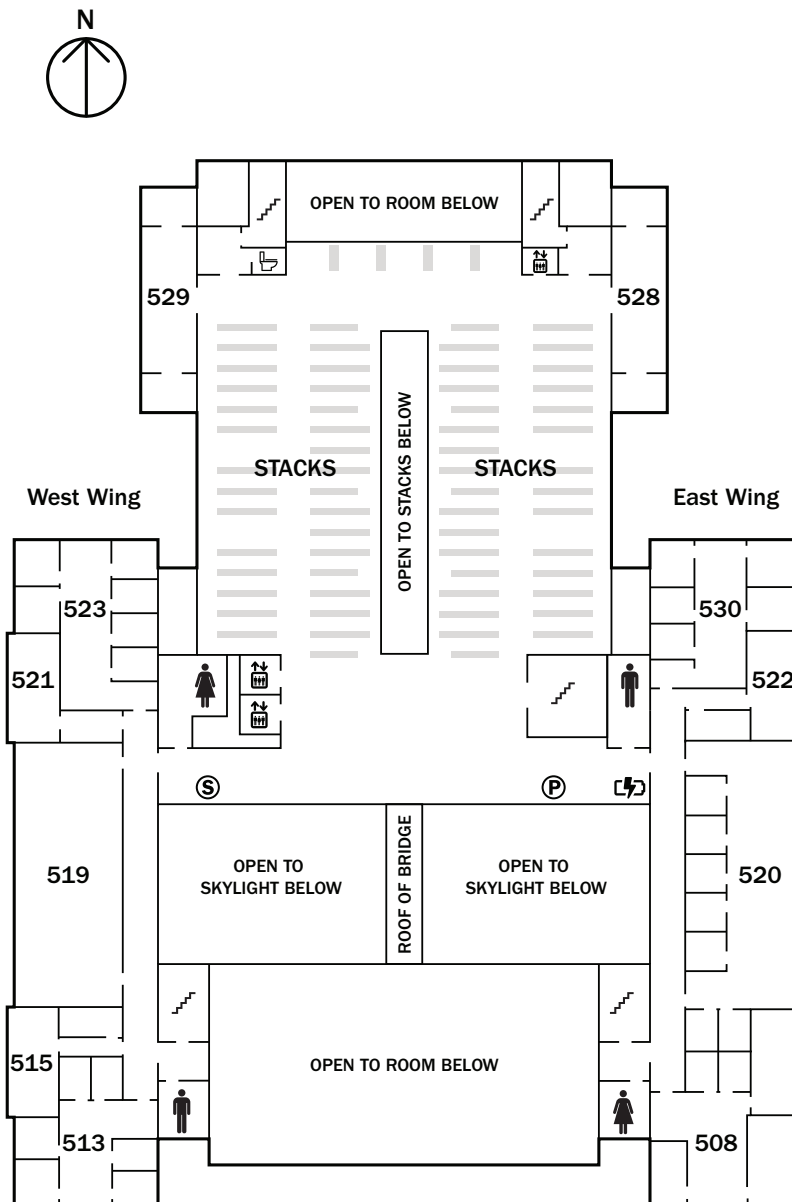 N
OPEN TO ROOM BELOW
529
528
OPEN TO STACKS BELOW
STACKS
STACKS
West Wing
East Wing
523
530
521
522
S
P
519
OPEN TO
SKYLIGHT BELOW
ROOF OF BRIDGE
OPEN TO
SKYLIGHT BELOW
520
515
OPEN TO ROOM BELOW
513
508